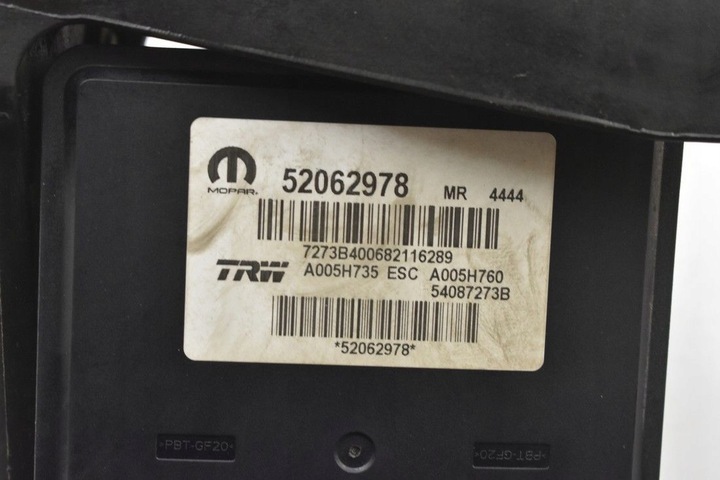 MOPAR® 52062978 MR 4444
7273B400682116289
TRW A005H735 ESC A005H760
54087273B
*52062978*
>PBT-GF20< >PBT-GF20<